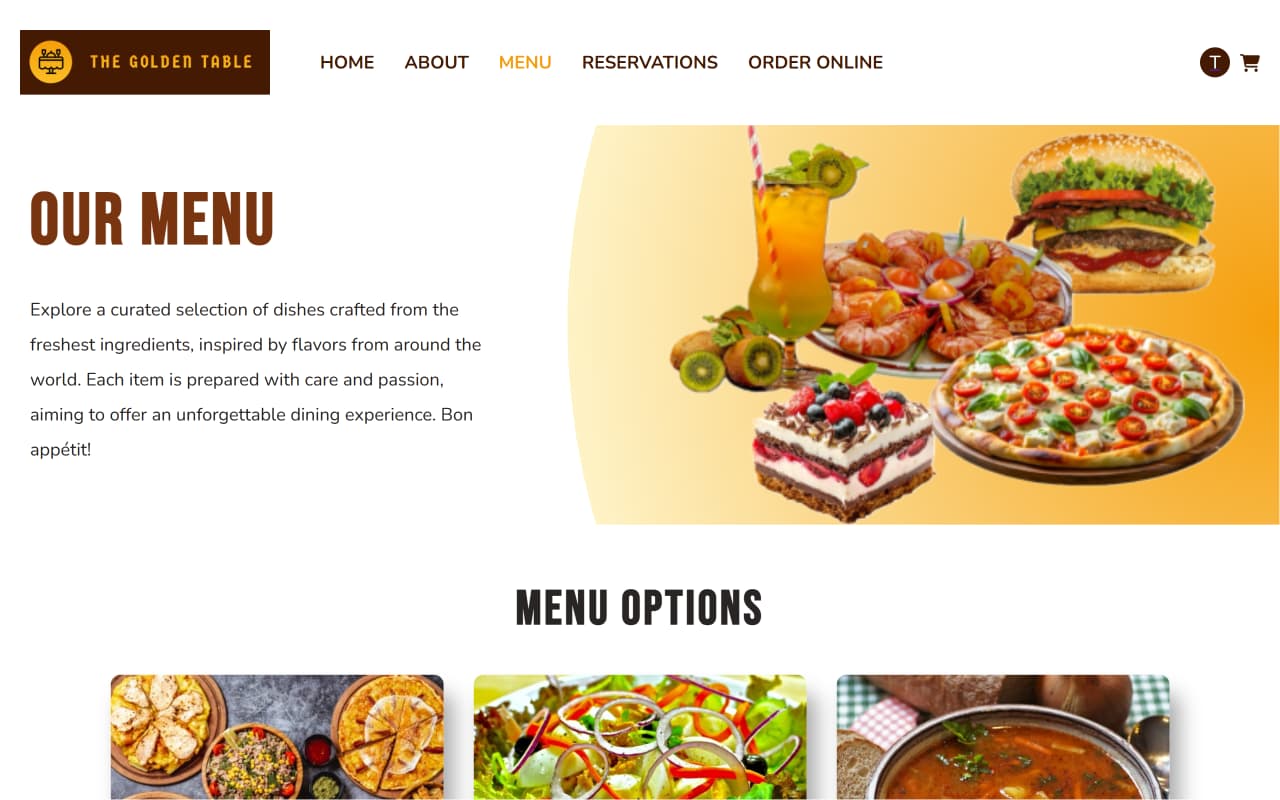 THE GOLDEN TABLE
HOME
ABOUT
MENU
RESERVATIONS
ORDER ONLINE
T
OUR MENU
Explore a curated selection of dishes crafted from the
freshest ingredients, inspired by flavors from around the
world. Each item is prepared with care and passion,
aiming to offer an unforgettable dining experience. Bon
appétit!
MENU OPTIONS